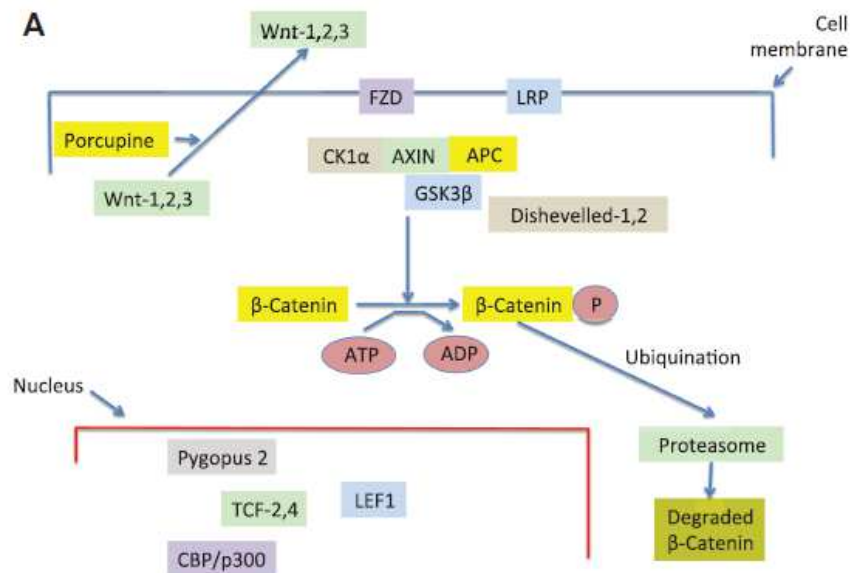 A
Wnt-1,2,3
Cell
membrane
FZD
LRP
Porcupine
CK1α
AXIN
APC
Wnt-1,2,3
GSK3β
Dishevelled-1,2
β-Catenin
β-Catenin
P
ATP
ADP
Ubiquination
Nucleus
Proteasome
Pygopus 2
TCF-2,4
LEF1
Degraded
β-Catenin
CBP/p300